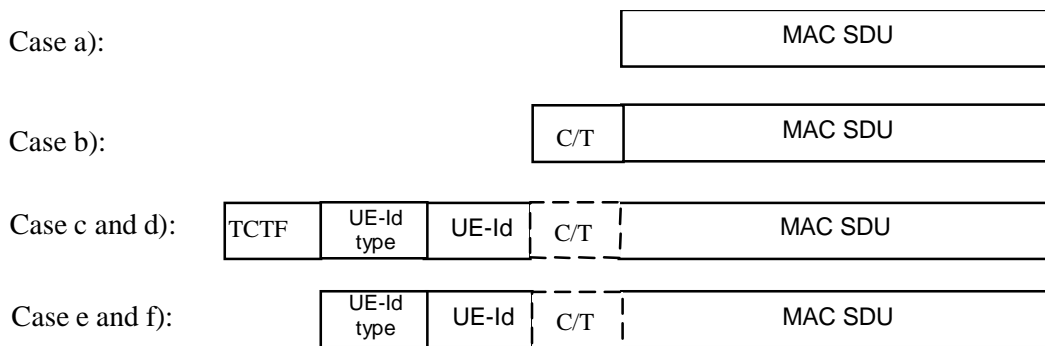 Case a): MAC SDU
Case b): C/T MAC SDU
Case c and d): TCTF UE-Id type UE-Id C/T MAC SDU
Case e and f): UE-Id type UE-Id C/T MAC SDU